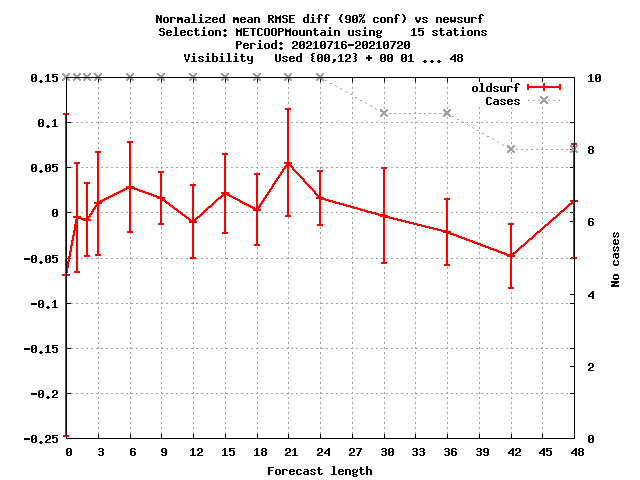 Normalized mean RMSE diff (90% conf) vs newsurf
Selection: METCOOPMountain using    15 stations
Period: 20210716-20210720
Visibility   Used {00,12} + 00 01 ... 48
oldsurf
Cases
0.15
0.1
0.05
0
-0.05
-0.1
-0.15
-0.2
-0.25
10
8
6
4
2
0
No cases
0 3 6 9 12 15 18 21 24 27 30 33 36 39 42 45 48
Forecast length